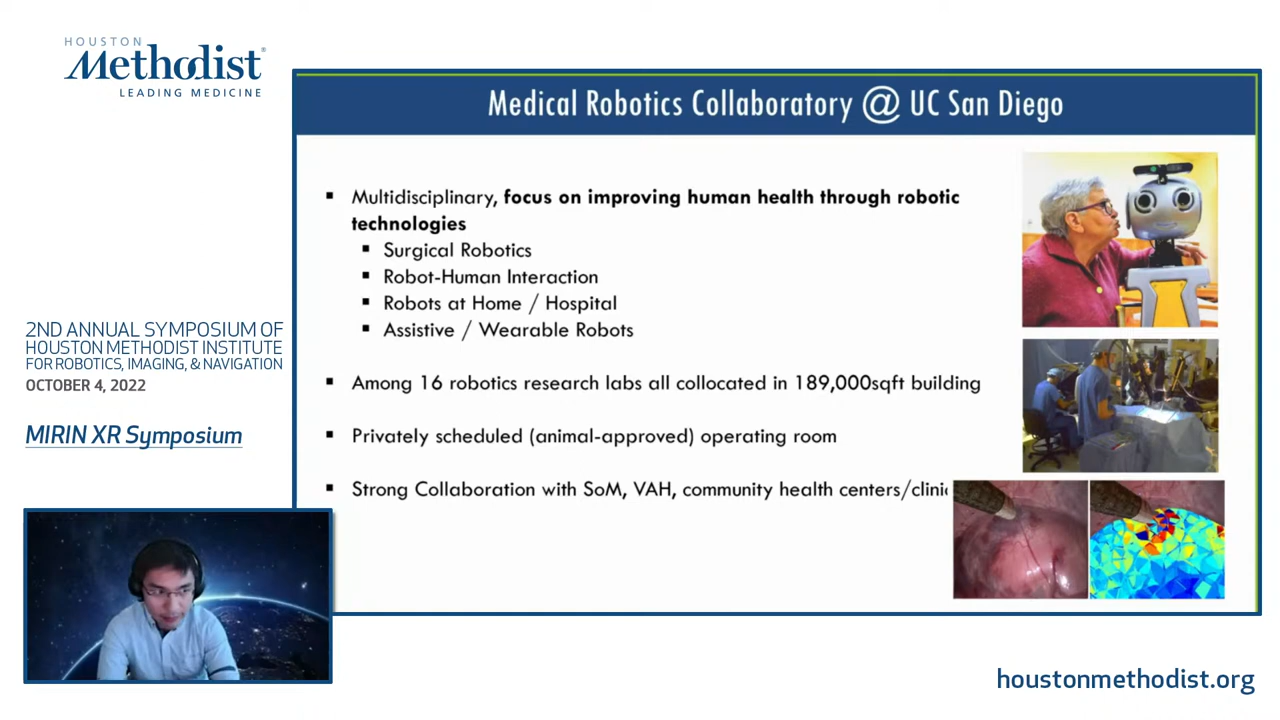 HOUSTON
Methodist
LEADING MEDICINE
Medical Robotics Collaboratory @ UC San Diego
▪ Multidisciplinary, focus on improving human health through robotic
technologies
▪ Surgical Robotics
▪ Robot-Human Interaction
▪ Robots at Home / Hospital
▪ Assistive / Wearable Robots
▪ Among 16 robotics research labs all collocated in 189,000sqft building
▪ Privately scheduled (animal-approved) operating room
▪ Strong Collaboration with SoM, VAH, community health centers/clinic
2ND ANNUAL SYMPOSIUM OF
HOUSTON METHODIST INSTITUTE
FOR ROBOTICS, IMAGING, & NAVIGATION
OCTOBER 4, 2022
MIRIN XR Symposium
houstonmethodist.org